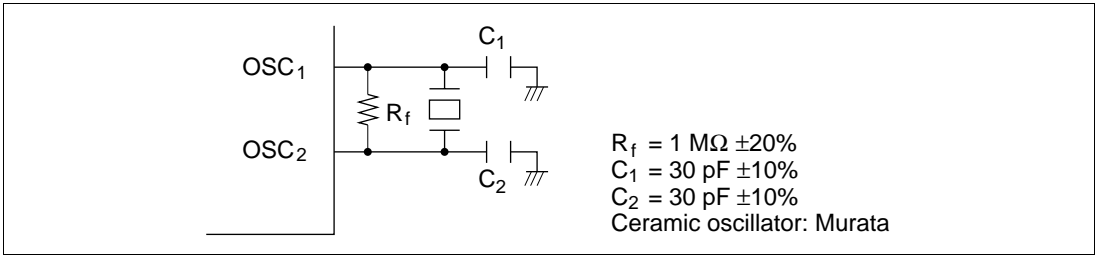 C1
OSC1
Rf
OSC2
C2
Rf = 1 MΩ ±20%
C1 = 30 pF ±10%
C2 = 30 pF ±10%
Ceramic oscillator: Murata